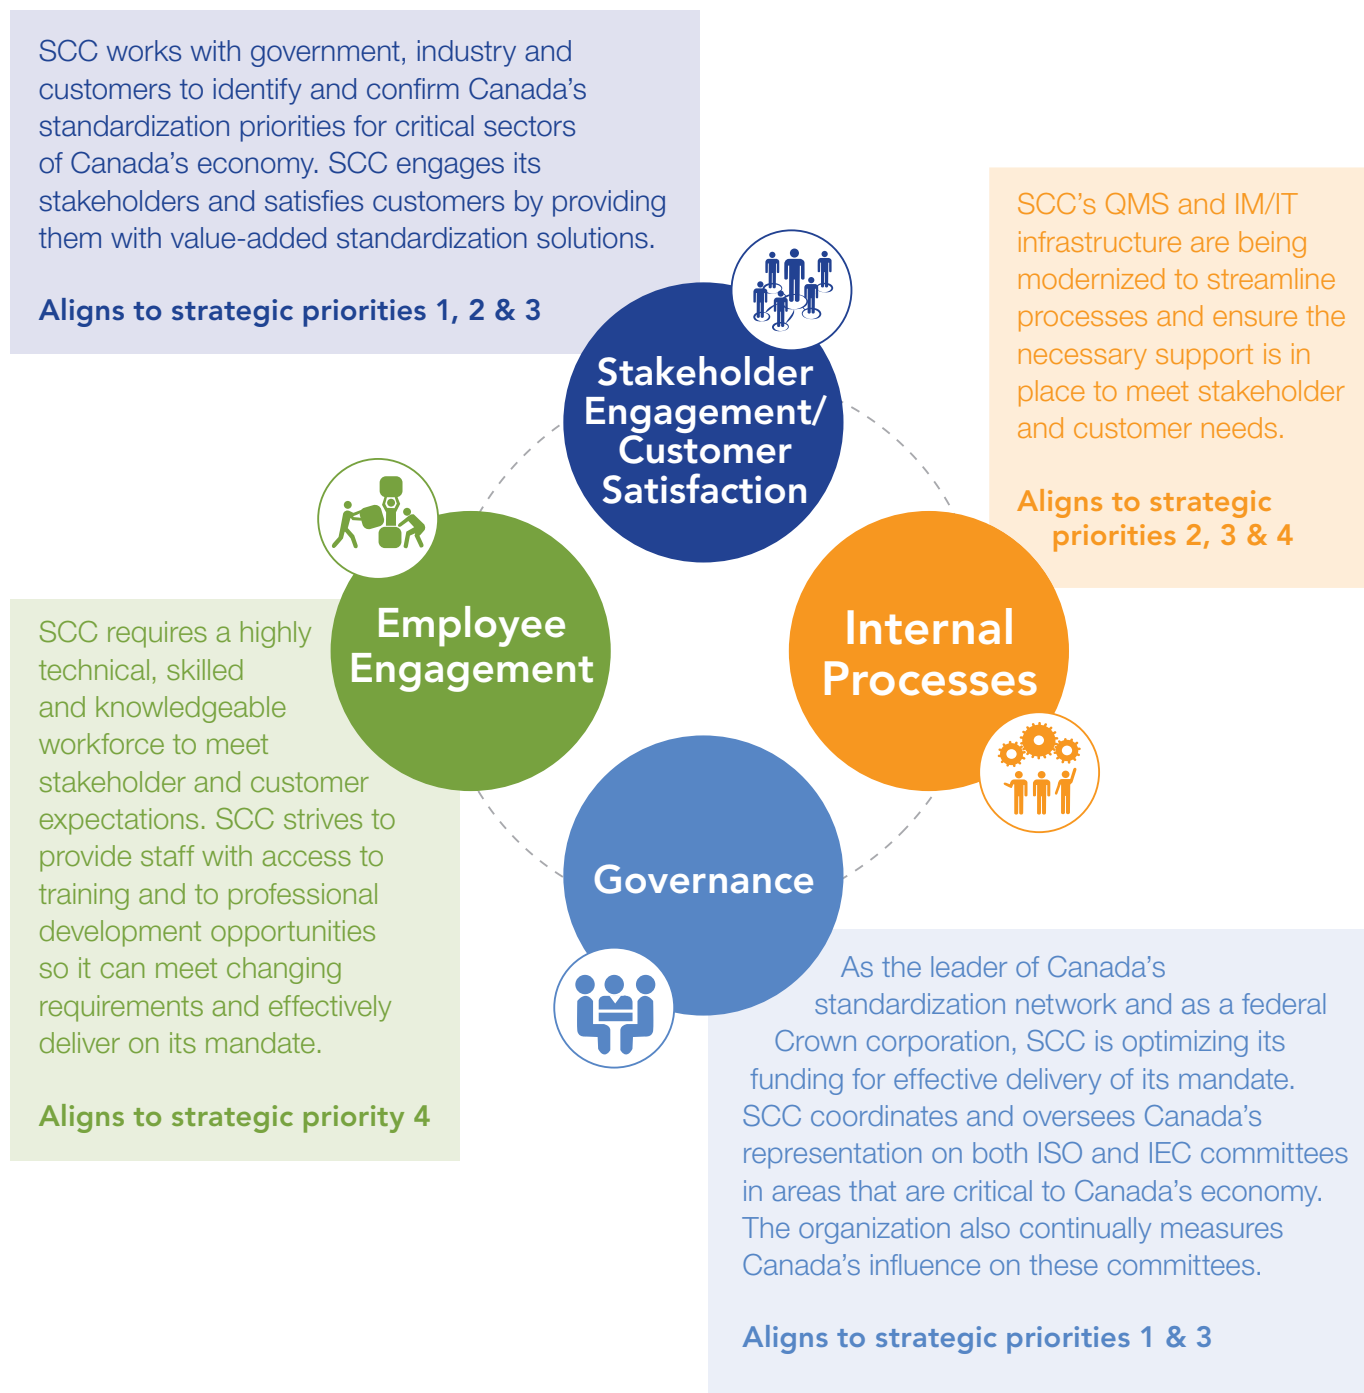 SCC works with government, industry and
customers to identify and confirm Canada’s
standardization priorities for critical sectors
of Canada’s economy. SCC engages its
stakeholders and satisfies customers by providing
them with value-added standardization solutions.
Aligns to strategic priorities 1, 2 & 3
Stakeholder
Engagement/
Customer
Satisfaction
SCC’s QMS and IM/IT
infrastructure are being
modernized to streamline
processes and ensure the
necessary support is in
place to meet stakeholder
and customer needs.
Aligns to strategic
priorities 2, 3 & 4
Internal
Processes
Employee
Engagement
SCC requires a highly
technical, skilled
and knowledgeable
workforce to meet
stakeholder and customer
expectations. SCC strives to
provide staff with access to
training and to professional
development opportunities
so it can meet changing
requirements and effectively
deliver on its mandate.
Aligns to strategic priority 4
Governance
As the leader of Canada’s
standardization network and as a federal
Crown corporation, SCC is optimizing its
funding for effective delivery of its mandate.
SCC coordinates and oversees Canada’s
representation on both ISO and IEC committees
in areas that are critical to Canada’s economy.
The organization also continually measures
Canada’s influence on these committees.
Aligns to strategic priorities 1 & 3